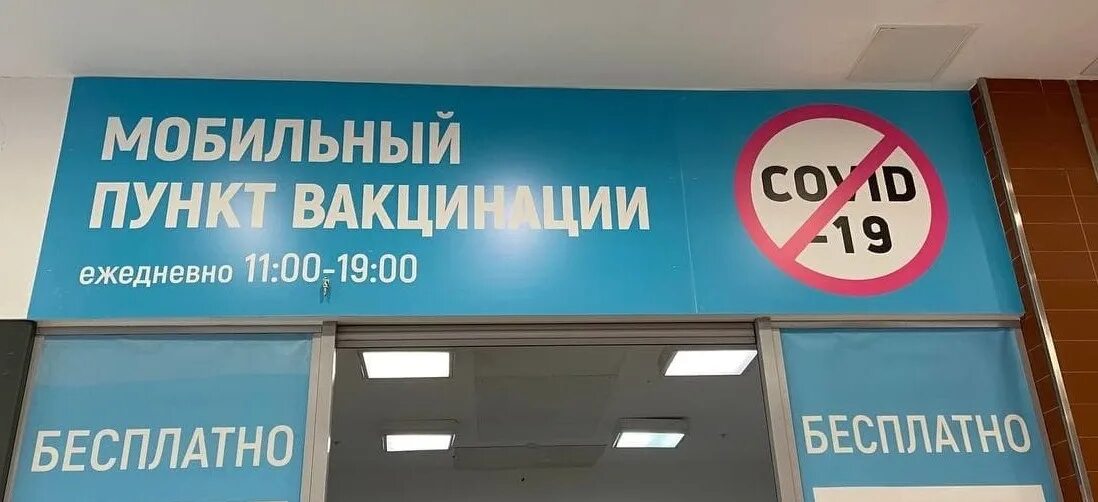 МОБИЛЬНЫЙ
ПУНКТ ВАКЦИНАЦИИ
ежедневно 11:00-19:00
COVID
-19
БЕСПЛАТНО
БЕСПЛАТНО